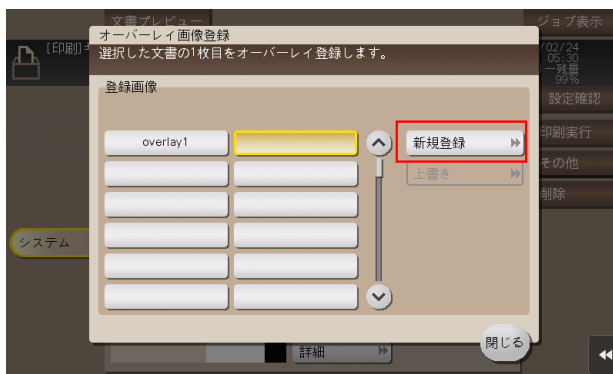 文書プレビュー
ジョブ表示
オーバーレイ画像登録
[印刷]
選択した文書の1枚目をオーバーレイ登録します。
/02/24
05:30
ー残量
99%
登録画像
設定確認
overlay1
新規登録
印刷実行
上書き
その他
削除
システム
閉じる
詳細